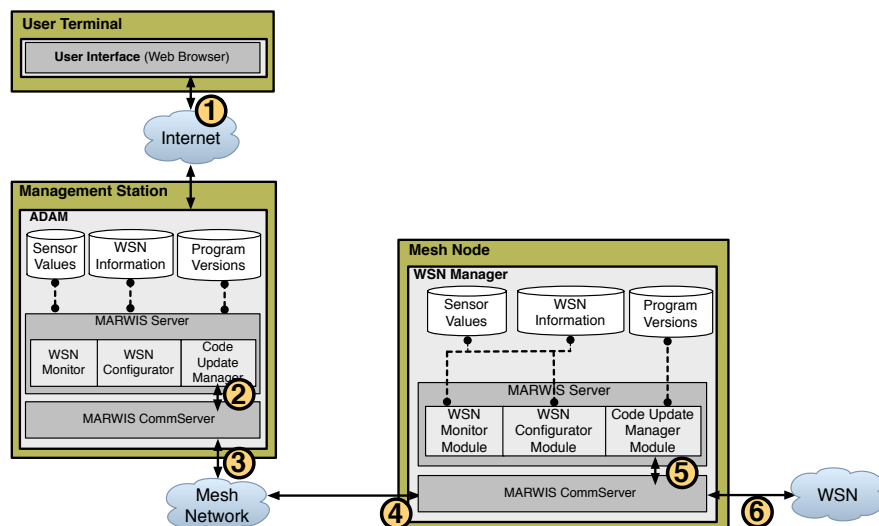 User Terminal
User Interface (Web Browser)
1
Internet
Management Station
ADAM
Sensor
Values
WSN
Information
Program
Versions
MARWIS Server
WSN
Monitor
WSN
Configurator
Code
Update
Manager
2
MARWIS CommServer
3
Mesh
Network
Mesh Node
WSN Manager
Sensor
Values
WSN
Information
Program
Versions
MARWIS Server
WSN
Monitor
Module
WSN
Configurator
Module
Code Update
Manager
Module
5
MARWIS CommServer
4
6
WSN